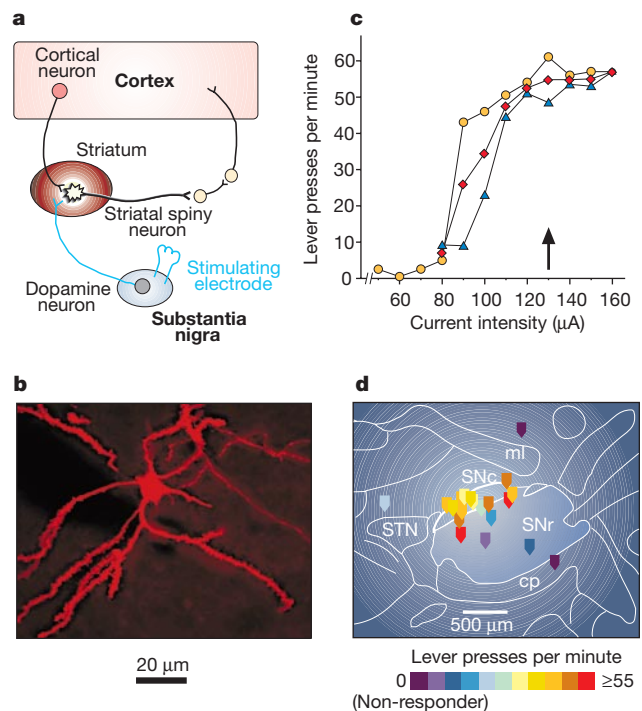 a
Cortical
neuron
Cortex
Striatum
Striatal spiny
neuron
Stimulating
electrode
Dopamine
neuron
Substantia
nigra
b
20 μm
c
Lever presses per minute
60
50
40
30
20
10
0
60 80 100 120 140 160
Current intensity (μA)
d
ml
SNc
STN
SNr
cp
500 μm
Lever presses per minute
0 ≥55
(Non-responder)